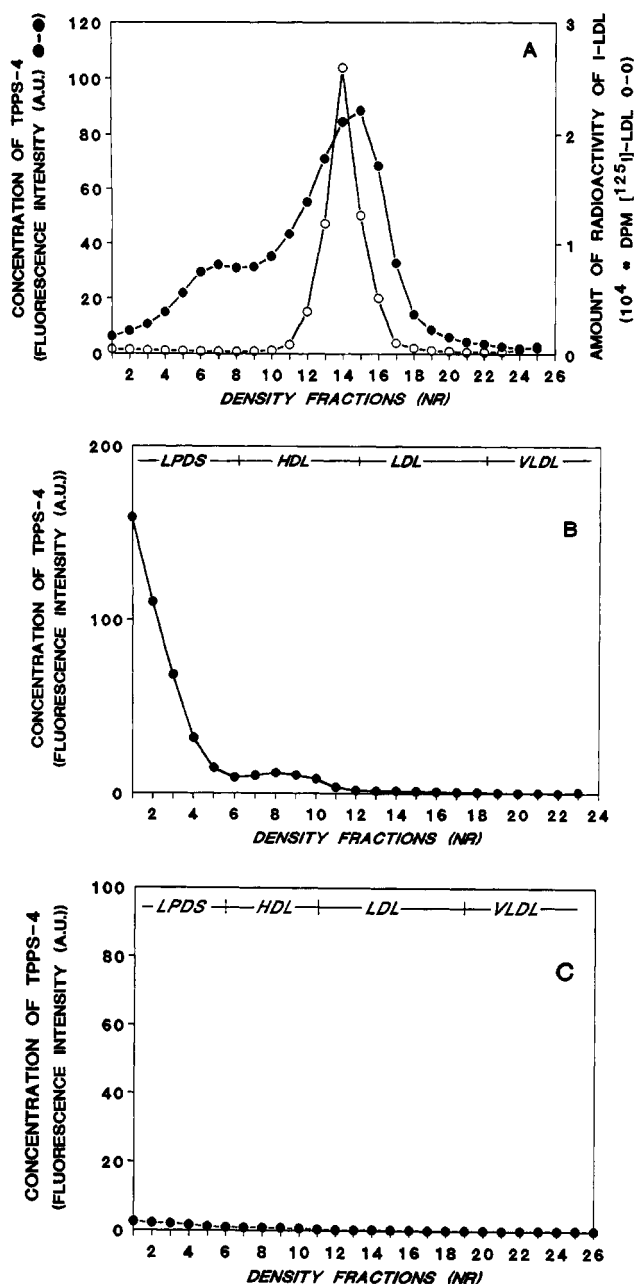 CONCENTRATION OF TPPS-4
(FLUORESCENCE INTENSITY (A.U.) ●-●
120
100
80
60
40
20
0
A
3
2
1
0
AMOUNT OF RADIOACTIVITY OF I-LDL
(10⁴ * DPM [¹²⁵I]-LDL O-O)
2 4 6 8 10 12 14 16 18 20 22 24 26
DENSITY FRACTIONS (NR)
CONCENTRATION OF TPPS-4
(FLUORESCENCE INTENSITY (A.U.))
200
100
0
LPDS HDL LDL VLDL
B
2 4 6 8 10 12 14 16 18 20 22 24
DENSITY FRACTIONS (NR)
CONCENTRATION OF TPPS-4
(FLUORESCENCE INTENSITY (A.U.))
100
80
60
40
20
0
LPDS HDL LDL VLDL
C
2 4 6 8 10 12 14 16 18 20 22 24 26
DENSITY FRACTIONS (NR)